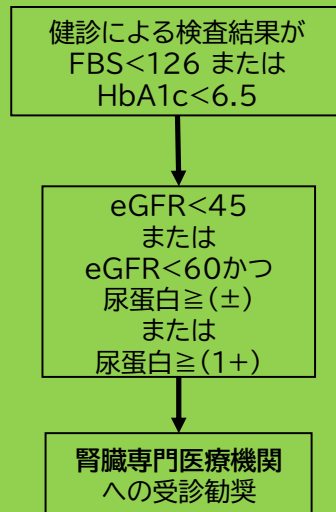 健診による検査結果が
FBS<126 または
HbA1c<6.5
eGFR<45
または
eGFR<60かつ
尿蛋白≧(±)
または
尿蛋白≧(1+)
腎臓専門医療機関
への受診勧奨